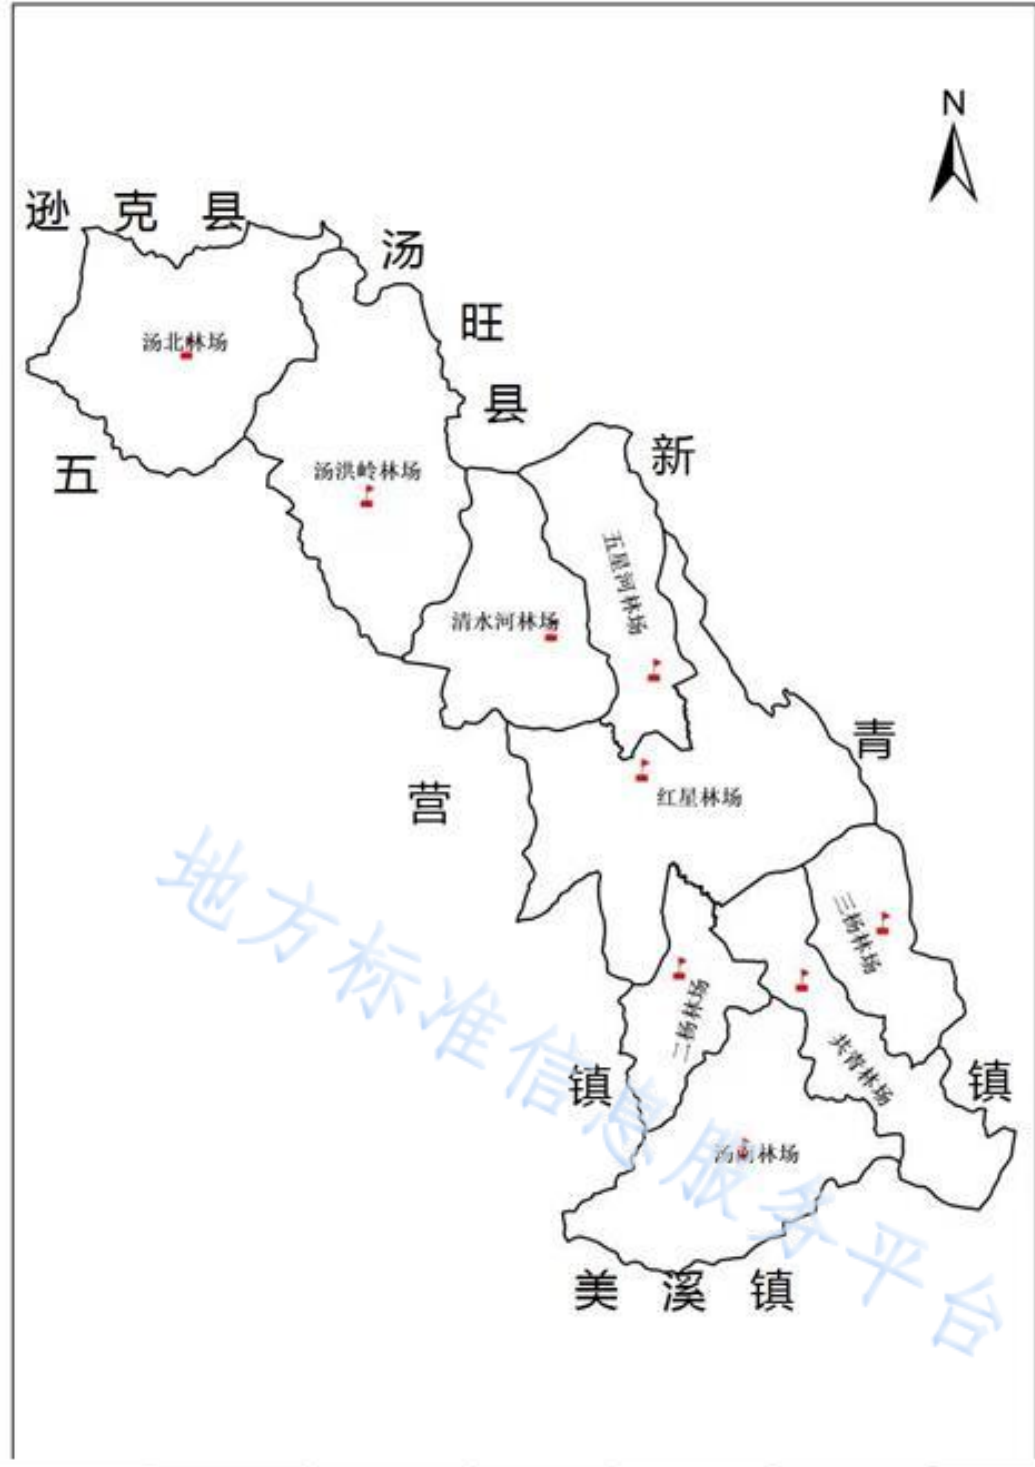 N
逊克县
汤旺县
汤北林场
五营镇
新青镇
汤洪岭林场
五星河林场
清水河林场
红星林场
三杨林场
二杨林场
共青林场
汤南林场
美溪镇
地方标准信息服务平台